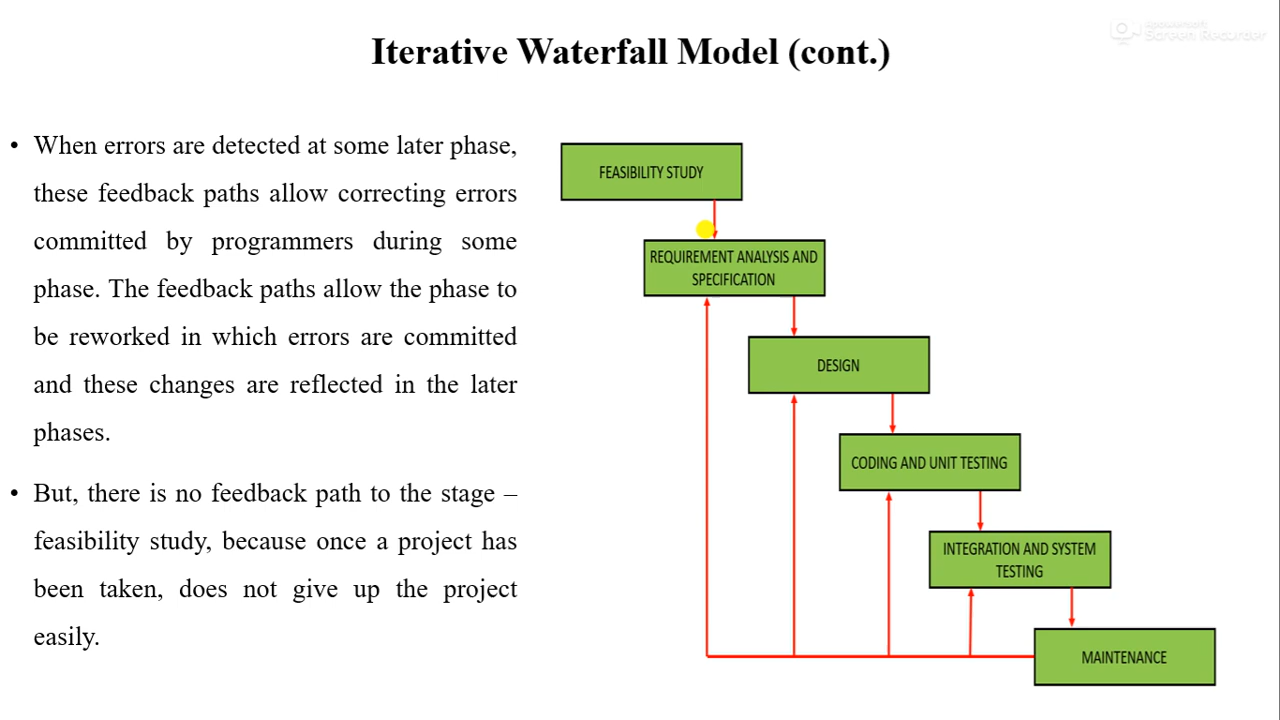 Apowersoft
Screen Recorder
Iterative Waterfall Model (cont.)
• When errors are detected at some later phase,
these feedback paths allow correcting errors
committed by programmers during some
phase. The feedback paths allow the phase to
be reworked in which errors are committed
and these changes are reflected in the later
phases.
• But, there is no feedback path to the stage –
feasibility study, because once a project has
been taken, does not give up the project
easily.
FEASIBILITY STUDY
REQUIREMENT ANALYSIS AND
SPECIFICATION
DESIGN
CODING AND UNIT TESTING
INTEGRATION AND SYSTEM
TESTING
MAINTENANCE